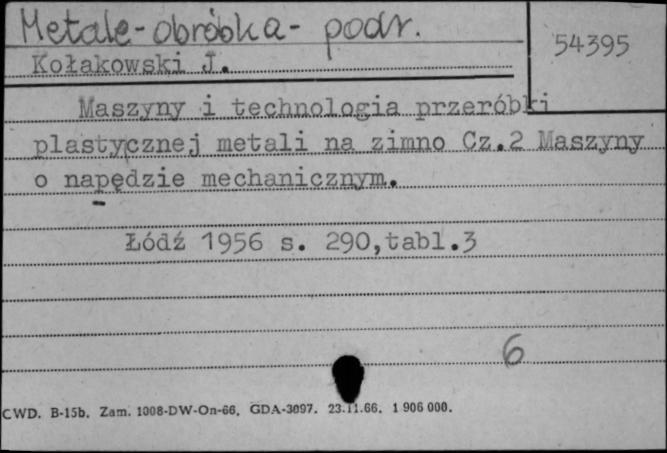 Metale - obróbka - podr.
54395
Kołakowski J.
Maszyny i technologia przeróbki
plastycznej metali na zimno Cz.2 Maszyny
o napędzie mechanicznym.
Łódź 1956 s. 290,tabl.3
6
CWD. B-15b. Zam. 1008-DW-On-66. GDA-3097. 23.11.66. 1 906 000.